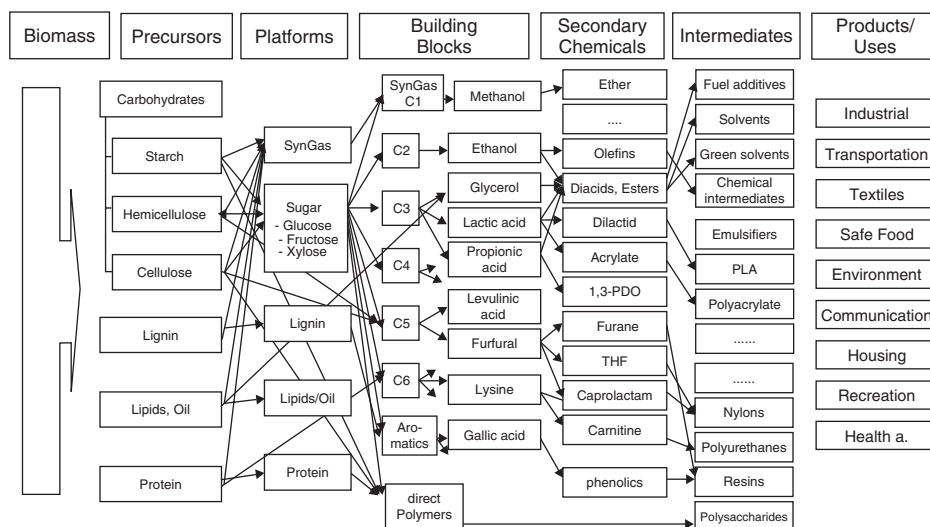 Biomass
Precursors
Platforms
Building
Blocks
Secondary
Chemicals
Intermediates
Products/
Uses
Carbohydrates
Starch
Hemicellulose
Cellulose
Lignin
Lipids, Oil
Protein
SynGas
Sugar
- Glucose
- Fructose
- Xylose
Lignin
Lipids/Oil
Protein
SynGas
C1
C2
C3
C4
C5
C6
Aro-
matics
direct
Polymers
Methanol
Ethanol
Glycerol
Lactic acid
Propionic
acid
Levulinic
acid
Furfural
Lysine
Gallic acid
Ether
....
Olefins
Diacids, Esters
Dilactid
Acrylate
1,3-PDO
Furane
THF
Caprolactam
Carnitine
phenolics
Fuel additives
Solvents
Green solvents
Chemical
intermediates
Emulsifiers
PLA
Polyacrylate
......
......
Nylons
Polyurethanes
Resins
Polysaccharides
Industrial
Transportation
Textiles
Safe Food
Environment
Communication
Housing
Recreation
Health a.